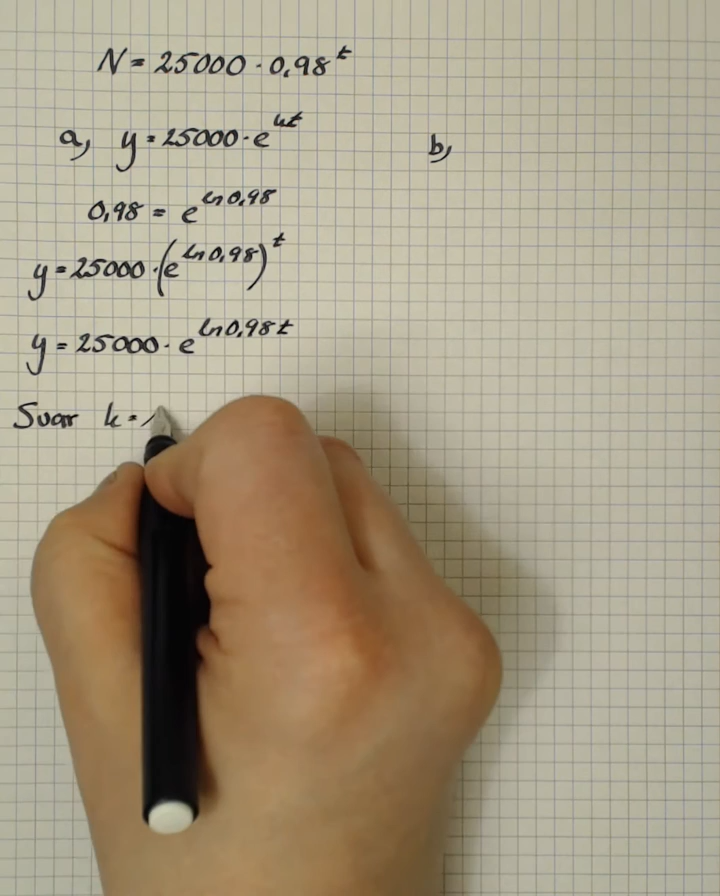 N = 25000 · 0,98^t
a, y = 25000 · e^kt
b,
0,98 = e^ln 0,98
y = 25000 · (e^ln 0,98)^t
y = 25000 · e^ln 0,98 t
Svar k =